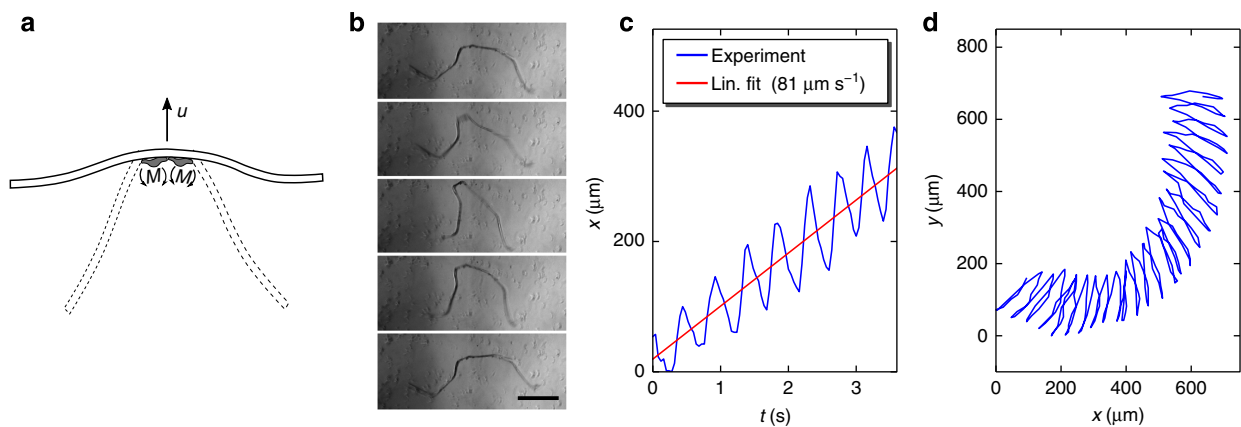 a
u
M M
b
c
Experiment
Lin. fit (81 μm s⁻¹)
400
200
0
x (μm)
0 1 2 3
t (s)
d
800
600
400
200
0
y (μm)
0 200 400 600
x (μm)